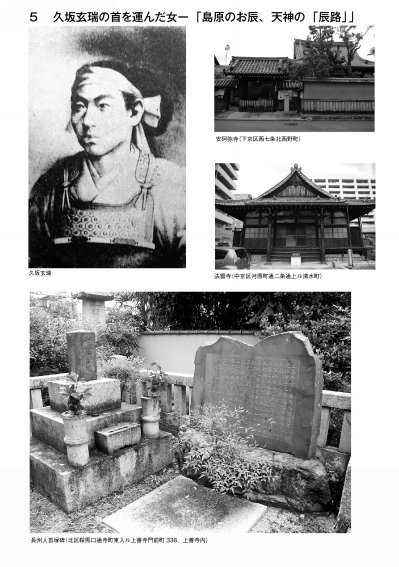 5 久坂玄瑞の首を運んだ女―「島原のお辰、天神の「辰路」」
安阿弥寺(下京区西七条北西野町)
久坂玄瑞
法雲寺(中京区河原町通二条通上ル清水町)
長州人首塚碑(北区鞍馬口通寺町東入ル上善寺門前町 338、上善寺内)